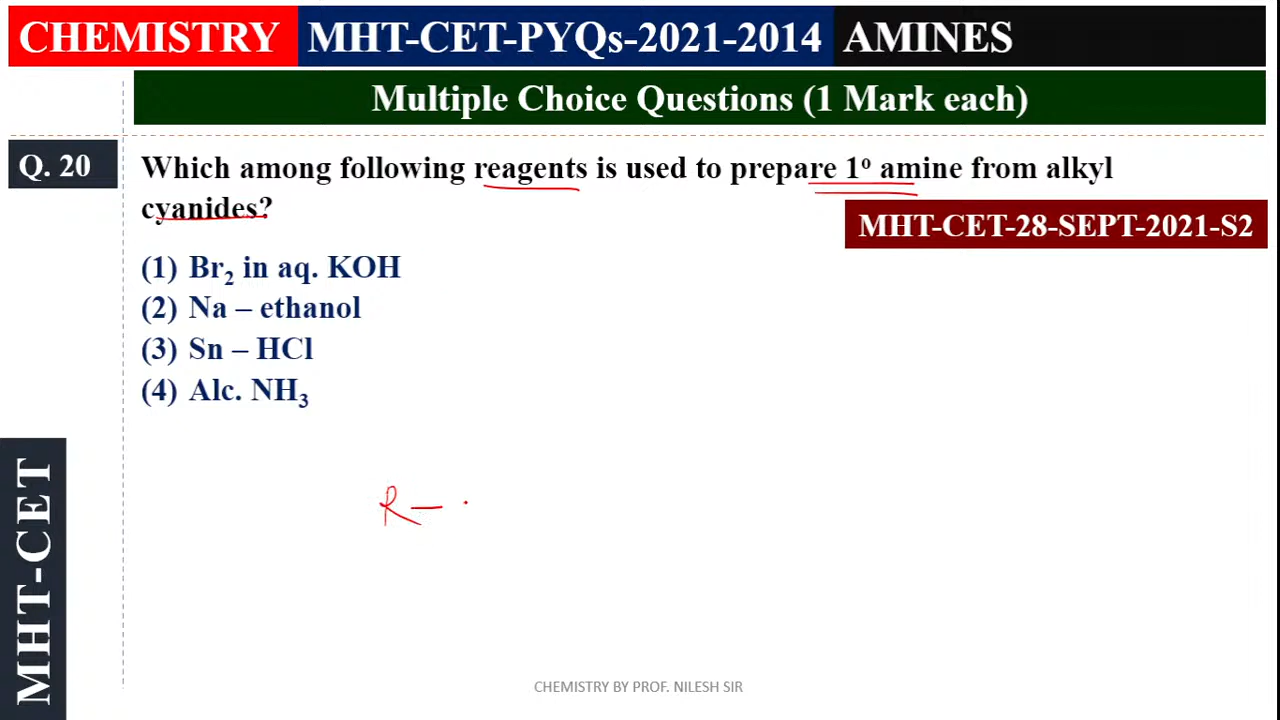 CHEMISTRY MHT-CET-PYQs-2021-2014 AMINES
Multiple Choice Questions (1 Mark each)
Q. 20
Which among following reagents is used to prepare 1º amine from alkyl
cyanides?
MHT-CET-28-SEPT-2021-S2
(1) Br₂ in aq. KOH
(2) Na – ethanol
(3) Sn – HCl
(4) Alc. NH₃
R –
MHT-CET
CHEMISTRY BY PROF. NILESH SIR